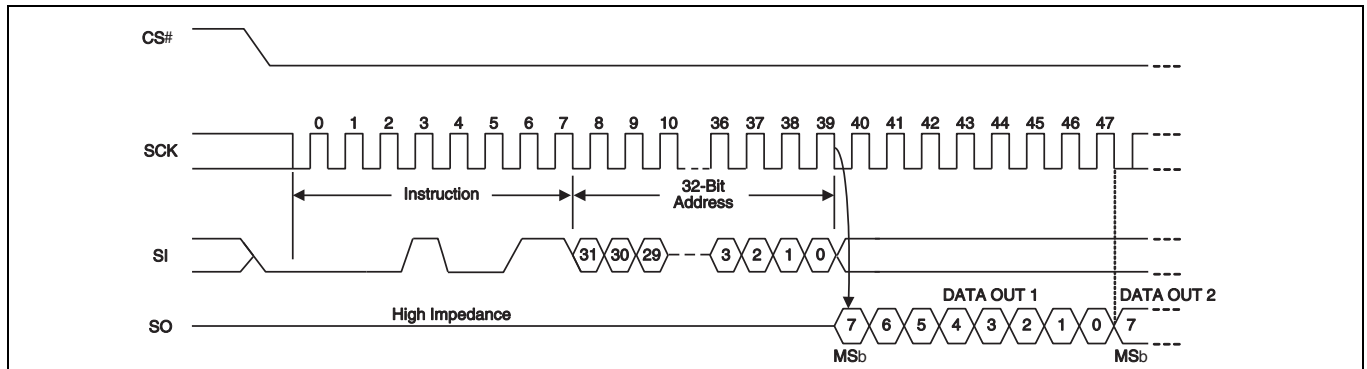 CS#
0 1 2 3 4 5 6 7 8 9 10 36 37 38 39 40 41 42 43 44 45 46 47
SCK
Instruction
32-Bit
Address
SI
31 30 29 3 2 1 0
DATA OUT 1 DATA OUT 2
High Impedance
SO
7 6 5 4 3 2 1 0 7
MSb MSb